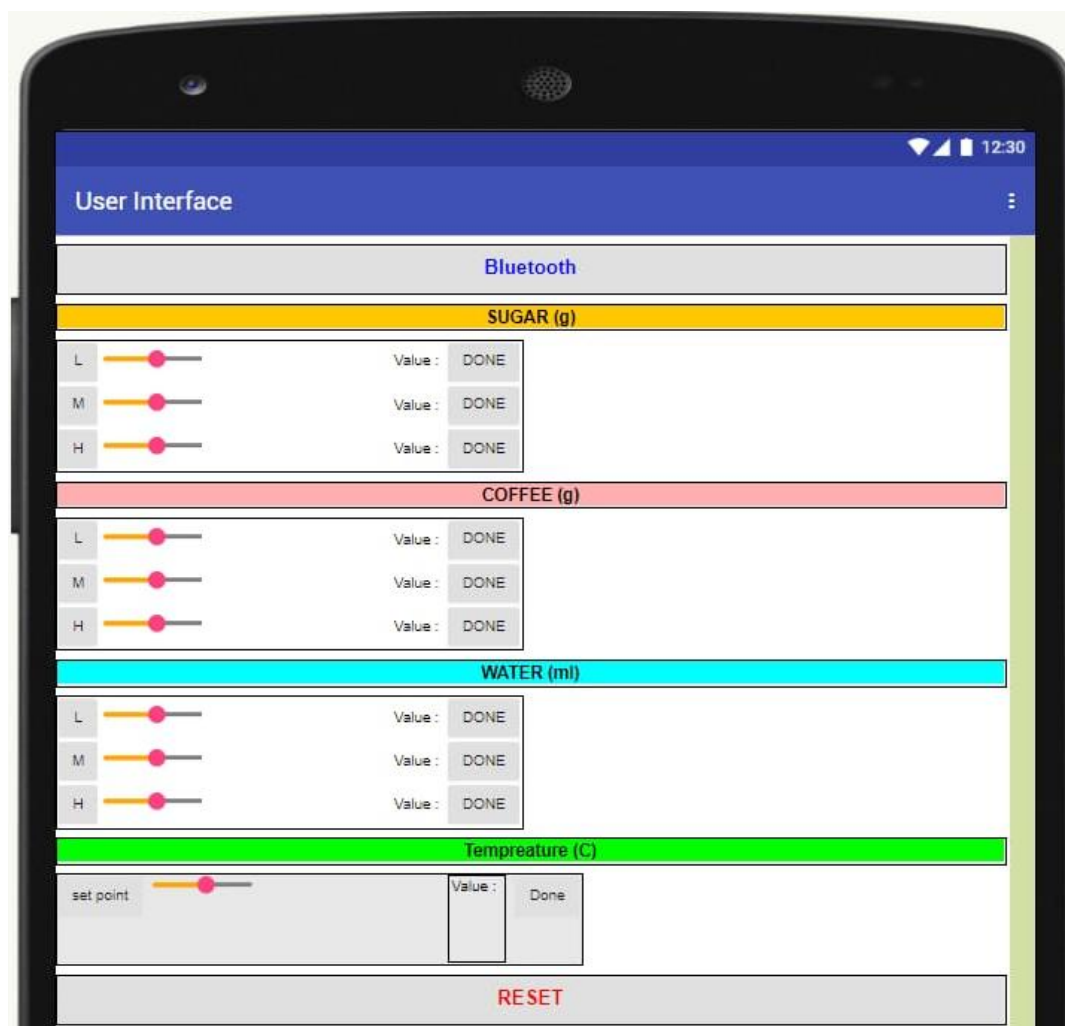 12:30
User Interface
Bluetooth
SUGAR (g)
L Value : DONE
M Value : DONE
H Value : DONE
COFFEE (g)
L Value : DONE
M Value : DONE
H Value : DONE
WATER (ml)
L Value : DONE
M Value : DONE
H Value : DONE
Tempreature (C)
set point Value : Done
RESET